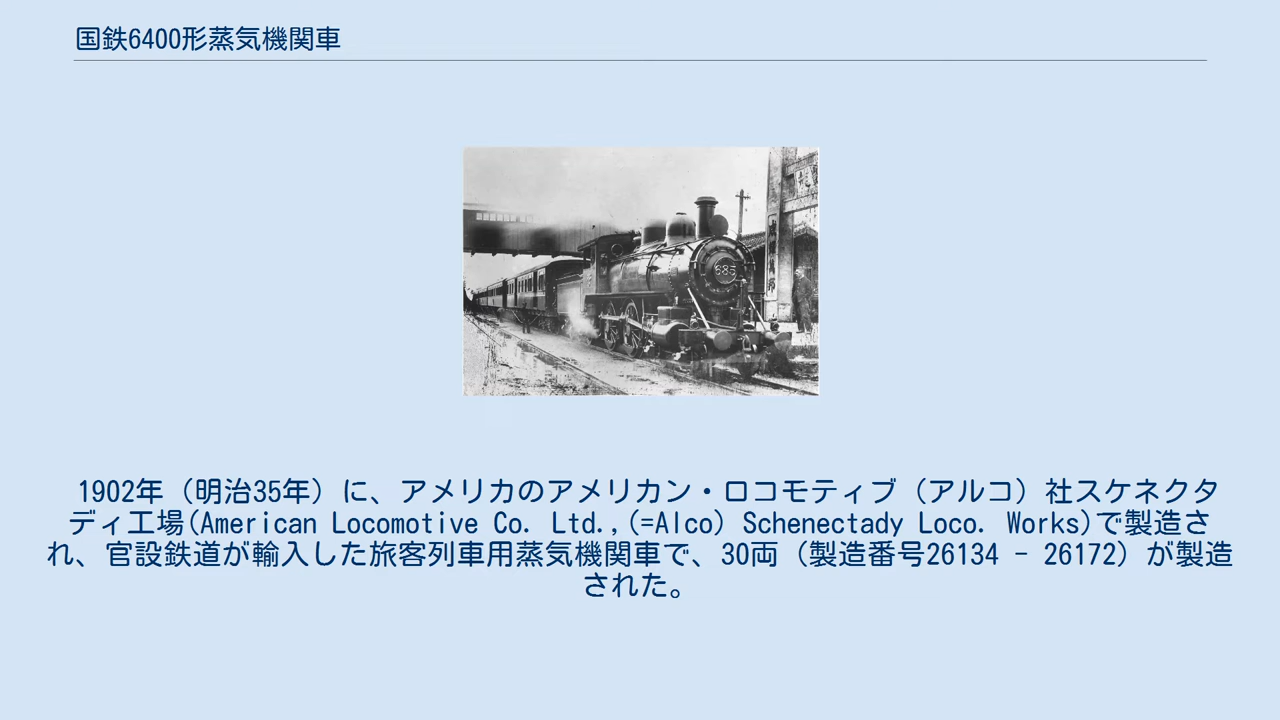 国鉄6400形蒸気機関車
685
1902年（明治35年）に、アメリカのアメリカン・ロコモティブ（アルコ）社スケネクタ
ディ工場(American Locomotive Co. Ltd.,(=Alco) Schenectady Loco. Works)で製造さ
れ、官設鉄道が輸入した旅客列車用蒸気機関車で、30両（製造番号26134 - 26172）が製造
された。